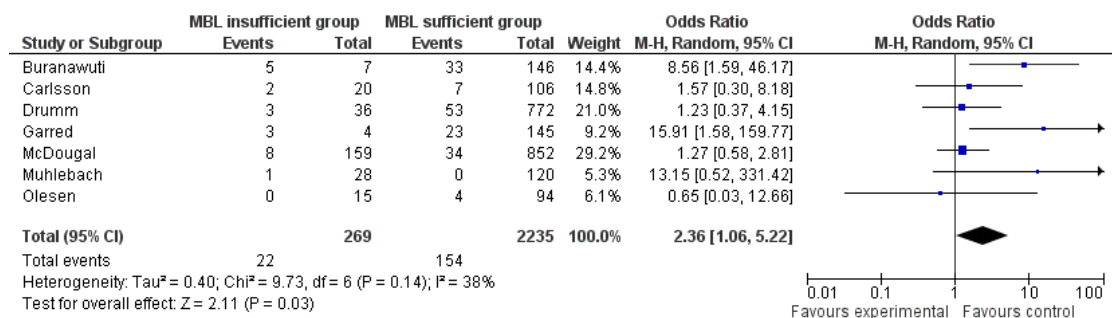 MBL insufficient group MBL sufficient group Odds Ratio Odds Ratio
Study or Subgroup Events Total Events Total Weight M-H, Random, 95% CI M-H, Random, 95% CI
Buranawuti 5 7 33 146 14.4% 8.56 [1.59, 46.17]
Carlsson 2 20 7 106 14.8% 1.57 [0.30, 8.18]
Drumm 3 36 53 772 21.0% 1.23 [0.37, 4.15]
Garred 3 4 23 145 9.2% 15.91 [1.58, 159.77]
McDougal 8 159 34 852 29.2% 1.27 [0.58, 2.81]
Muhlebach 1 28 0 120 5.3% 13.15 [0.52, 331.42]
Olesen 0 15 4 94 6.1% 0.65 [0.03, 12.66]
Total (95% CI) 269 2235 100.0% 2.36 [1.06, 5.22]
Total events 22 154
Heterogeneity: Tau² = 0.40; Chi² = 9.73, df = 6 (P = 0.14); I² = 38%
Test for overall effect: Z = 2.11 (P = 0.03)
0.01 0.1 1 10 100
Favours experimental Favours control